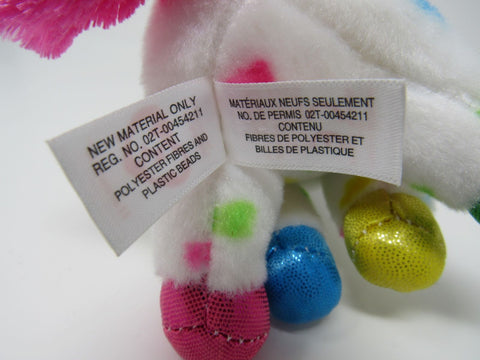 NEW MATERIAL ONLY
REG. NO. 02T-00454211
CONTENT
POLYESTER FIBRES AND
PLASTIC BEADS
MATÉRIAUX NEUFS SEULEMENT
NO. DE PERMIS 02T-00454211
CONTENU
FIBRES DE POLYESTER ET
BILLES DE PLASTIQUE